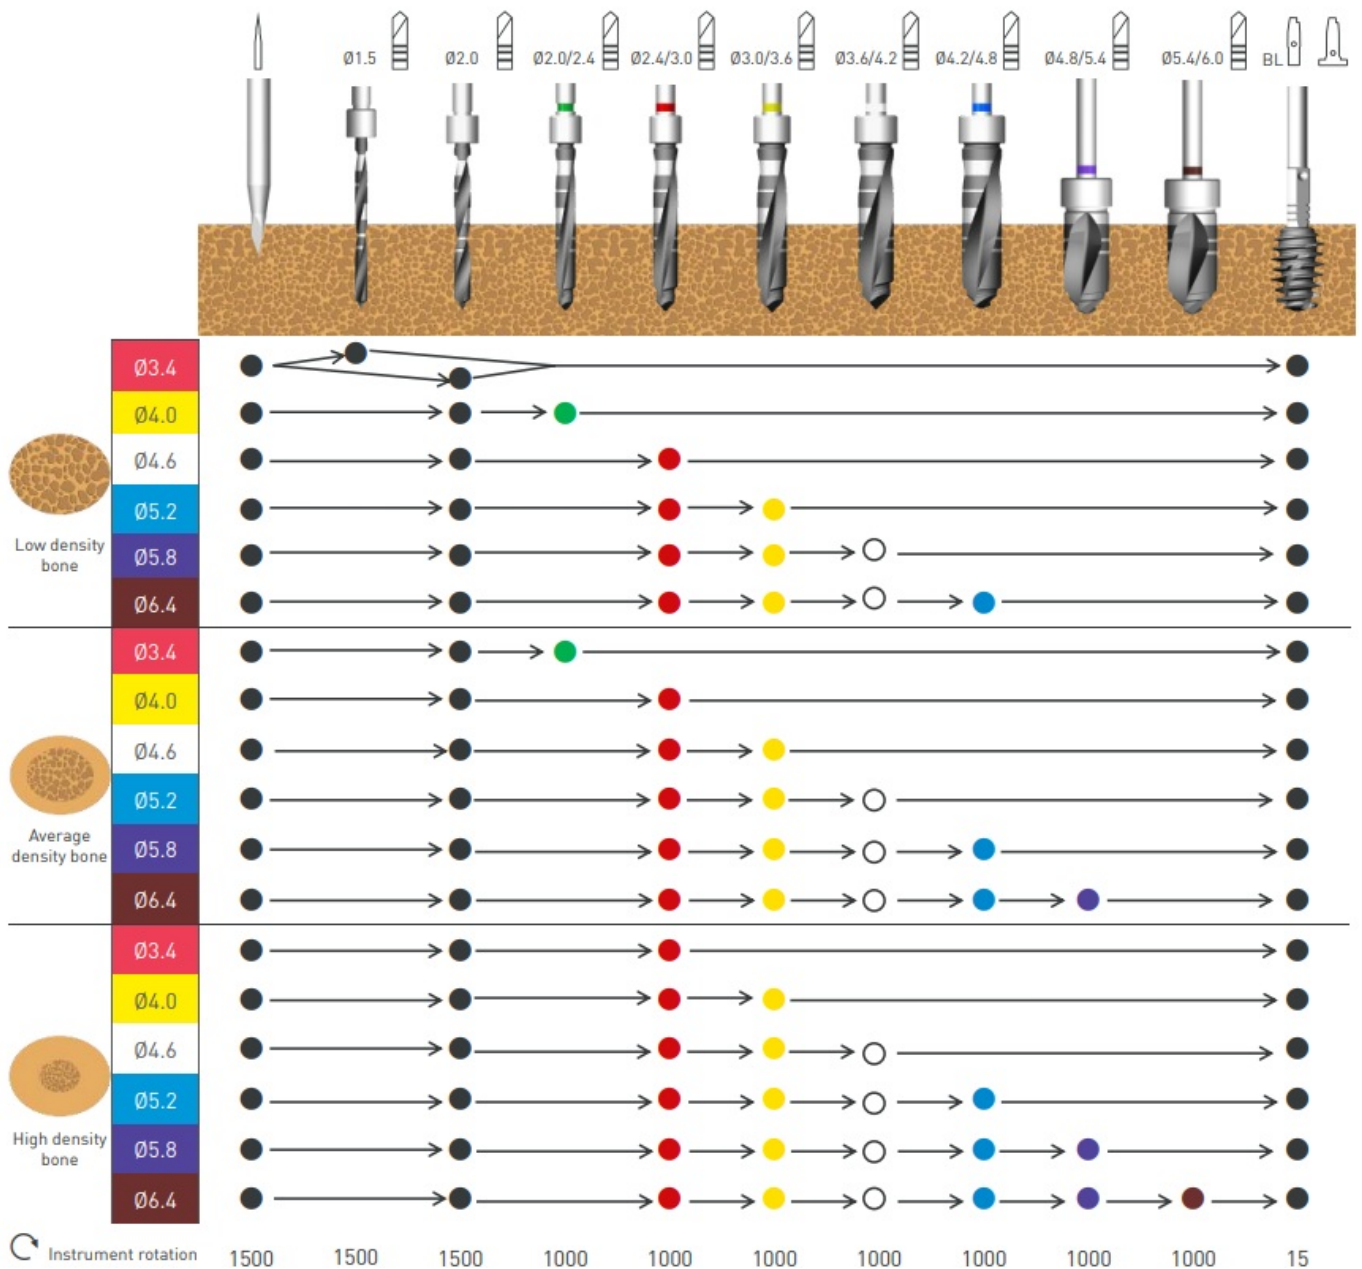 Ø1.5 Ø2.0 Ø2.0/2.4 Ø2.4/3.0 Ø3.0/3.6 Ø3.6/4.2 Ø4.2/4.8 Ø4.8/5.4 Ø5.4/6.0 BL
Ø3.4
Ø4.0
Ø4.6
Ø5.2
Low density
bone
Ø5.8
Ø6.4
Ø3.4
Ø4.0
Ø4.6
Ø5.2
Average
density bone
Ø5.8
Ø6.4
Ø3.4
Ø4.0
Ø4.6
Ø5.2
High density
bone
Ø5.8
Ø6.4
Instrument rotation 1500 1500 1500 1000 1000 1000 1000 1000 1000 1000 15